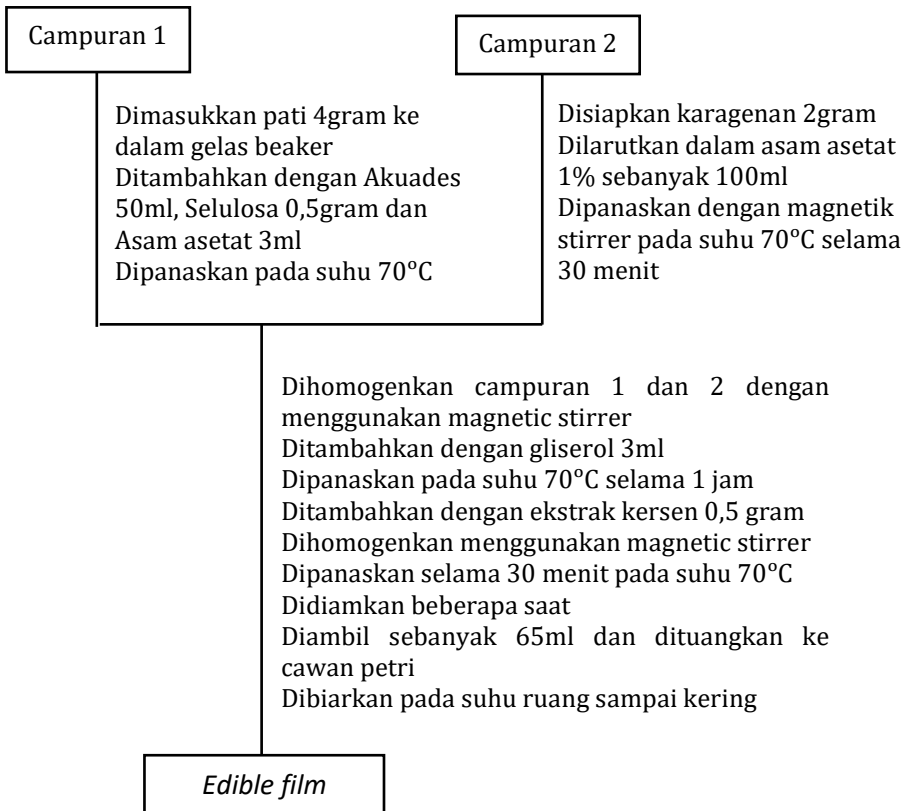 Campuran 1
Dimasukkan pati 4gram ke
dalam gelas beaker
Ditambahkan dengan Akuades
50ml, Selulosa 0,5gram dan
Asam asetat 3ml
Dipanaskan pada suhu 70°C
Campuran 2
Disiapkan karagenan 2gram
Dilarutkan dalam asam asetat
1% sebanyak 100ml
Dipanaskan dengan magnetik
stirrer pada suhu 70°C selama
30 menit
Dihomogenkan campuran 1 dan 2 dengan
menggunakan magnetic stirrer
Ditambahkan dengan gliserol 3ml
Dipanaskan pada suhu 70°C selama 1 jam
Ditambahkan dengan ekstrak kersen 0,5 gram
Dihomogenkan menggunakan magnetic stirrer
Dipanaskan selama 30 menit pada suhu 70°C
Didiamkan beberapa saat
Diambil sebanyak 65ml dan dituangkan ke
cawan petri
Dibiarkan pada suhu ruang sampai kering
Edible film